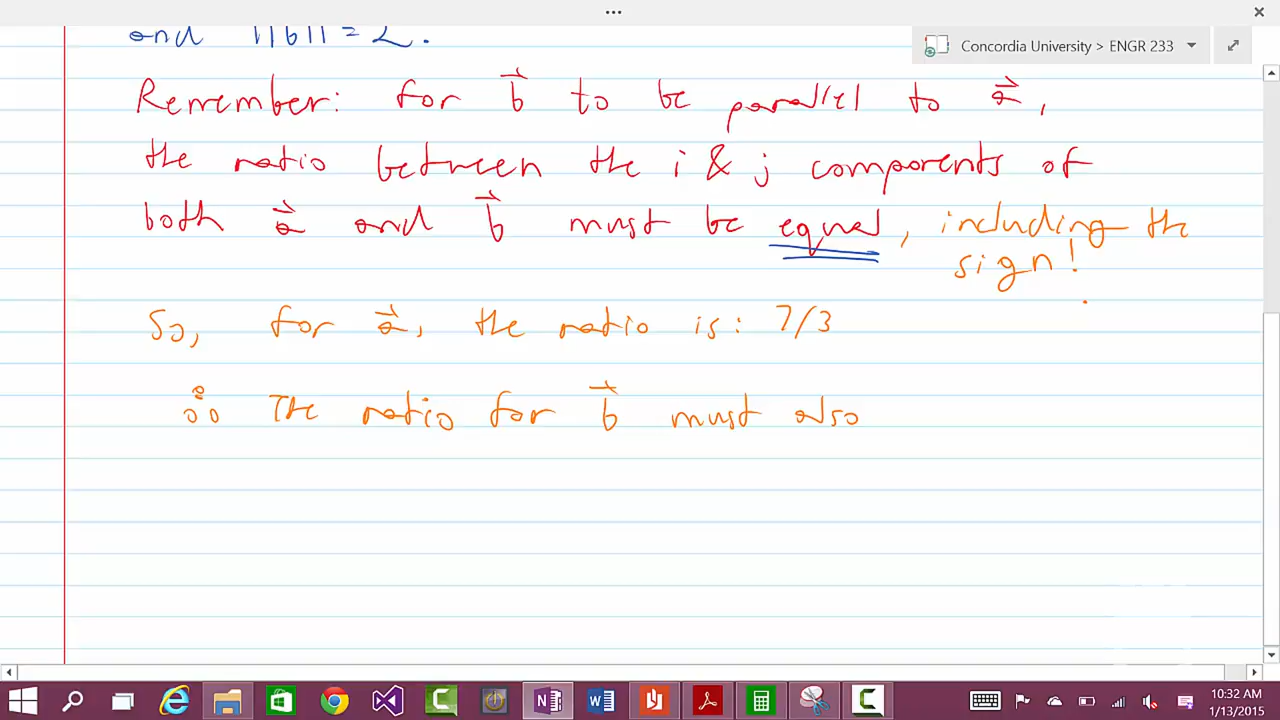 Concordia University > ENGR 233
and ||b|| = 2.
Remember: for b⃗ to be parallel to a⃗,
the ratio between the i & j components of
both a⃗ and b⃗ must be equal, including the
sign!
So, for a⃗, the ratio is: 7/3
∴ The ratio for b⃗ must also
10:32 AM
1/13/2015